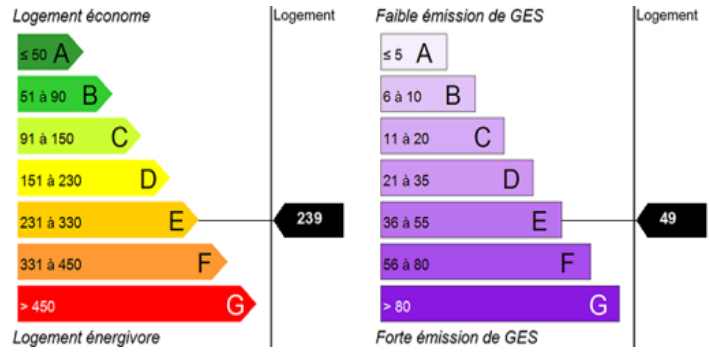 Logement économe
Logement
≤ 50 A
51 à 90 B
91 à 150 C
151 à 230 D
231 à 330 E
239
331 à 450 F
> 450 G
Logement énergivore
Faible émission de GES
Logement
≤ 5 A
6 à 10 B
11 à 20 C
21 à 35 D
36 à 55 E
49
56 à 80 F
> 80 G
Forte émission de GES